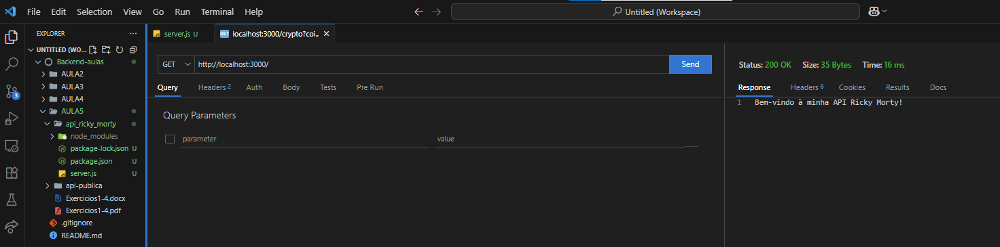 File Edit Selection View Go Run Terminal Help
Untitled (Workspace)
EXPLORER
UNTITLED (WO...
Backend-aulas
AULA2
AULA3
AULA4
AULA5
api_ricky_morty
node_modules
package-lock.json U
package.json U
server.js U
api-publica
Exercicios1-4.docx
Exercicios1-4.pdf
.gitignore
README.md
3
server.js U
GET localhost:3000/crypto?coi...
GET http://localhost:3000/ Send
Query Headers 2 Auth Body Tests Pre Run
Query Parameters
parameter value
Status: 200 OK Size: 35 Bytes Time: 16 ms
Response Headers 6 Cookies Results Docs
1 Bem-vindo à minha API Ricky Morty!